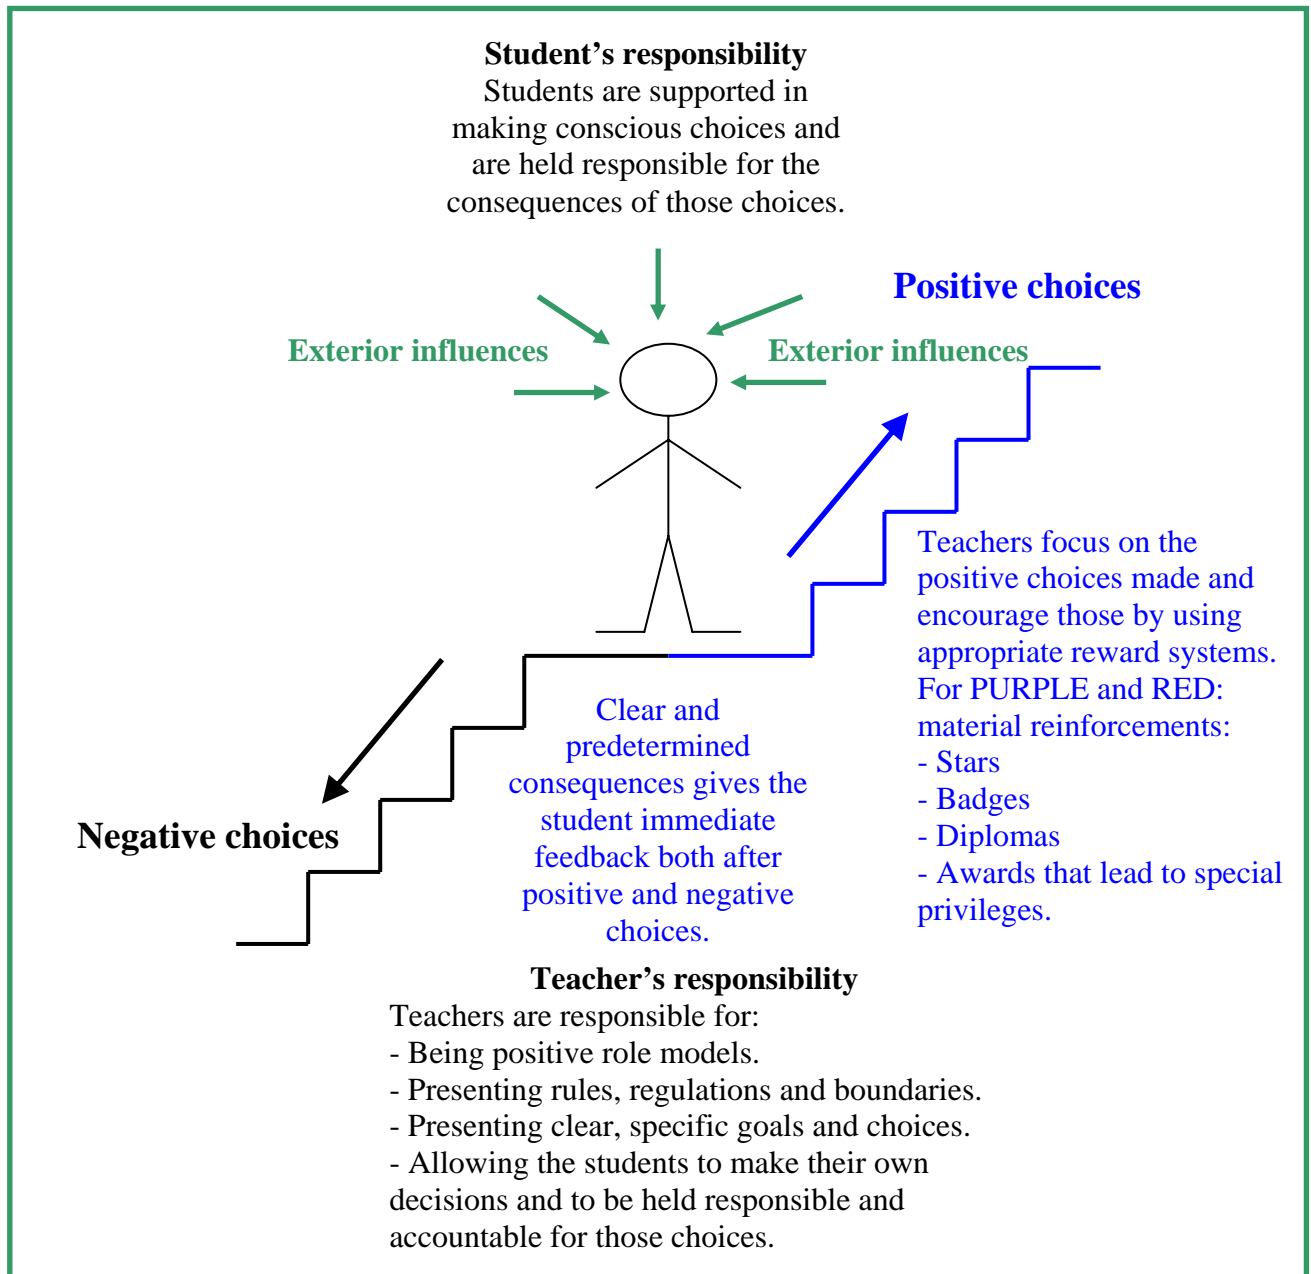 Student’s responsibility
Students are supported in
making conscious choices and
are held responsible for the
consequences of those choices.
Positive choices
Exterior influences
Exterior influences
Teachers focus on the
positive choices made and
encourage those by using
appropriate reward systems.
For PURPLE and RED:
material reinforcements:
- Stars
- Badges
- Diplomas
- Awards that lead to special
privileges.
Clear and
predetermined
consequences gives the
student immediate
feedback both after
positive and negative
choices.
Negative choices
Teacher’s responsibility
Teachers are responsible for:
- Being positive role models.
- Presenting rules, regulations and boundaries.
- Presenting clear, specific goals and choices.
- Allowing the students to make their own
decisions and to be held responsible and
accountable for those choices.